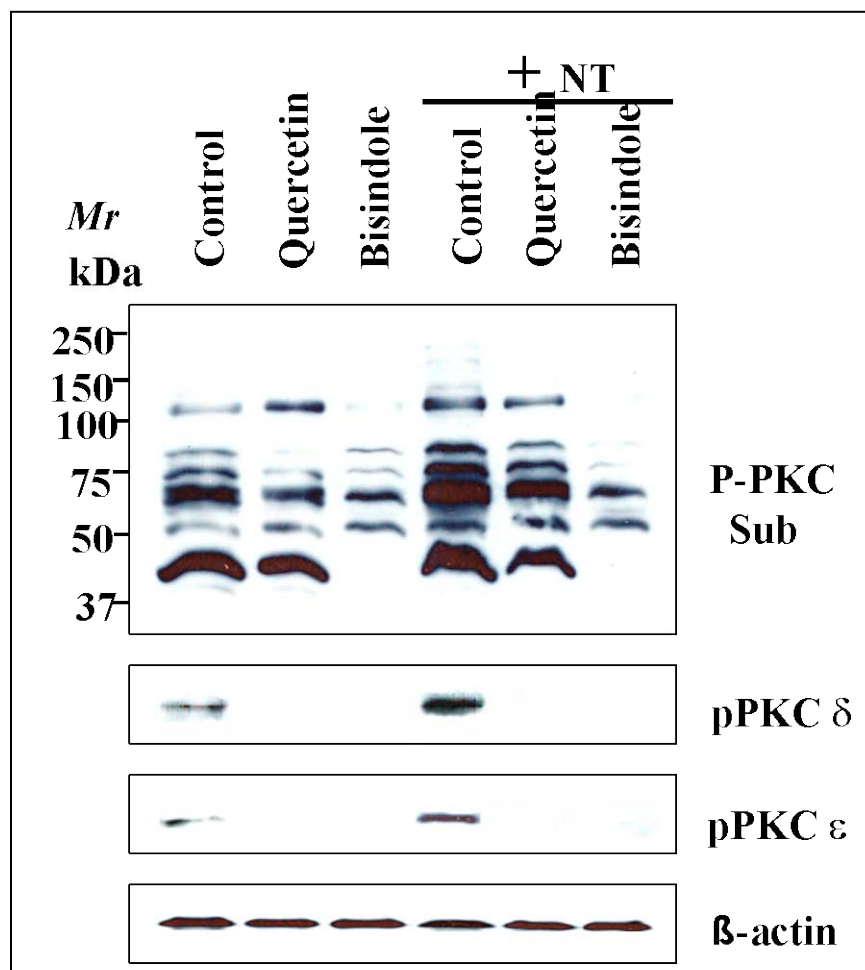 + NT
Control
Quercetin
Bisindole
Control
Quercetin
Bisindole
Mr
kDa
250
150
100
75
50
37
P-PKC
Sub
pPKC δ
pPKC ε
ß-actin